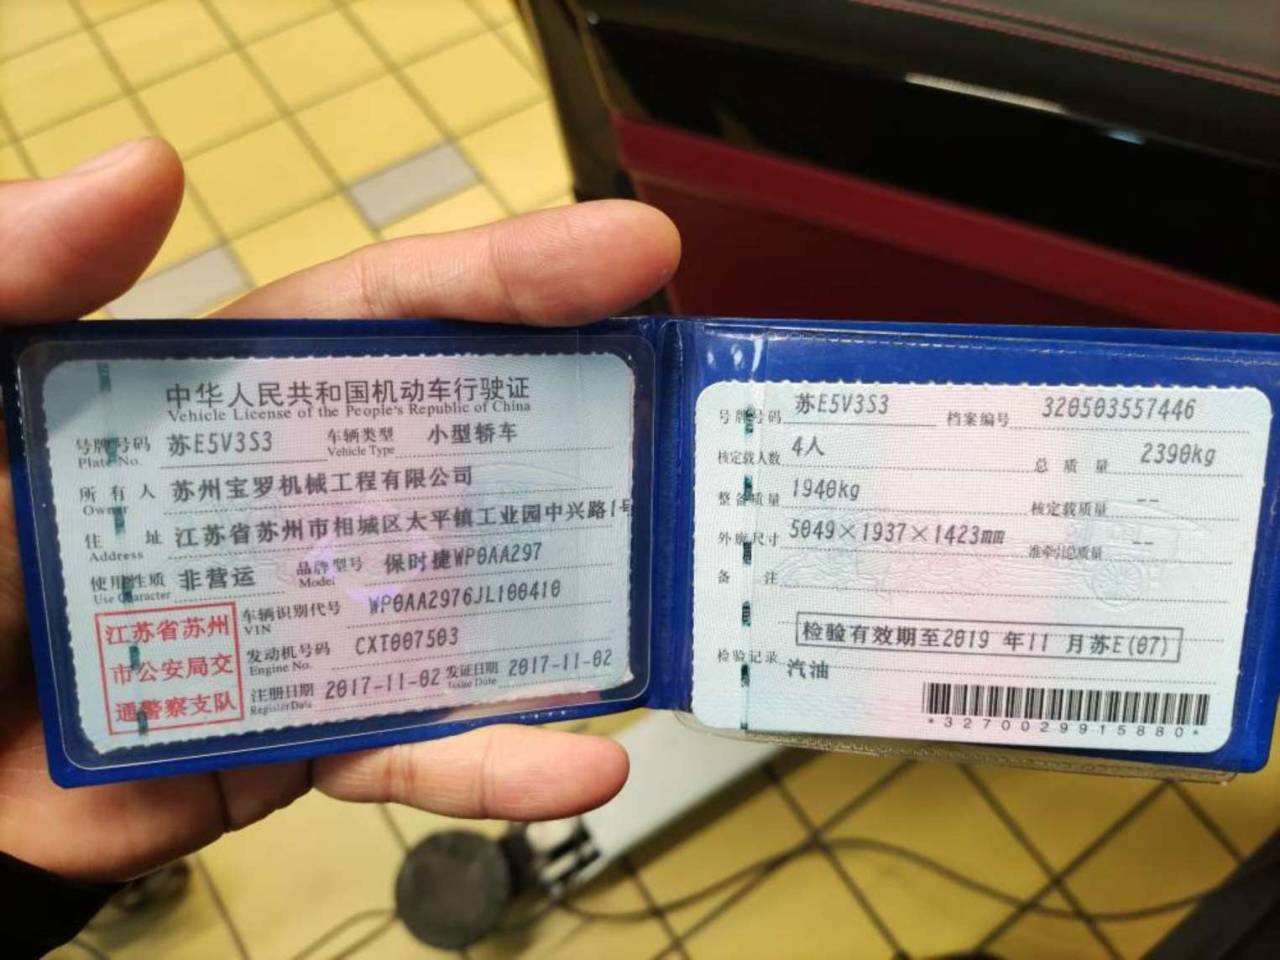 中华人民共和国机动车行驶证
Vehicle License of the People's Republic of China
号牌号码 苏E5V3S3 车辆类型 小型轿车
Plate No. Vehicle Type
所有人 苏州宝罗机械工程有限公司
Owner
住址 江苏省苏州市相城区太平镇工业园中兴路1号
Address
使用性质 非营运 品牌型号 保时捷WP0AA297
Use Character Model
江苏省苏州
市公安局交
通警察支队
车辆识别代号 WP0AA2976JL100410
VIN
发动机号码 CXT007503
Engine No.
注册日期 2017-11-02 发证日期 2017-11-02
Register Date Issue Date
号牌号码 苏E5V3S3 档案编号 320503557446
核定载人数 4人 总质量 2390kg
整备质量 1940kg 核定载质量 --
外廓尺寸 5049×1937×1423mm 准牵引总质量 --
备注
检验有效期至2019 年11 月苏E(07)
检验记录 汽油
*3270029915880*